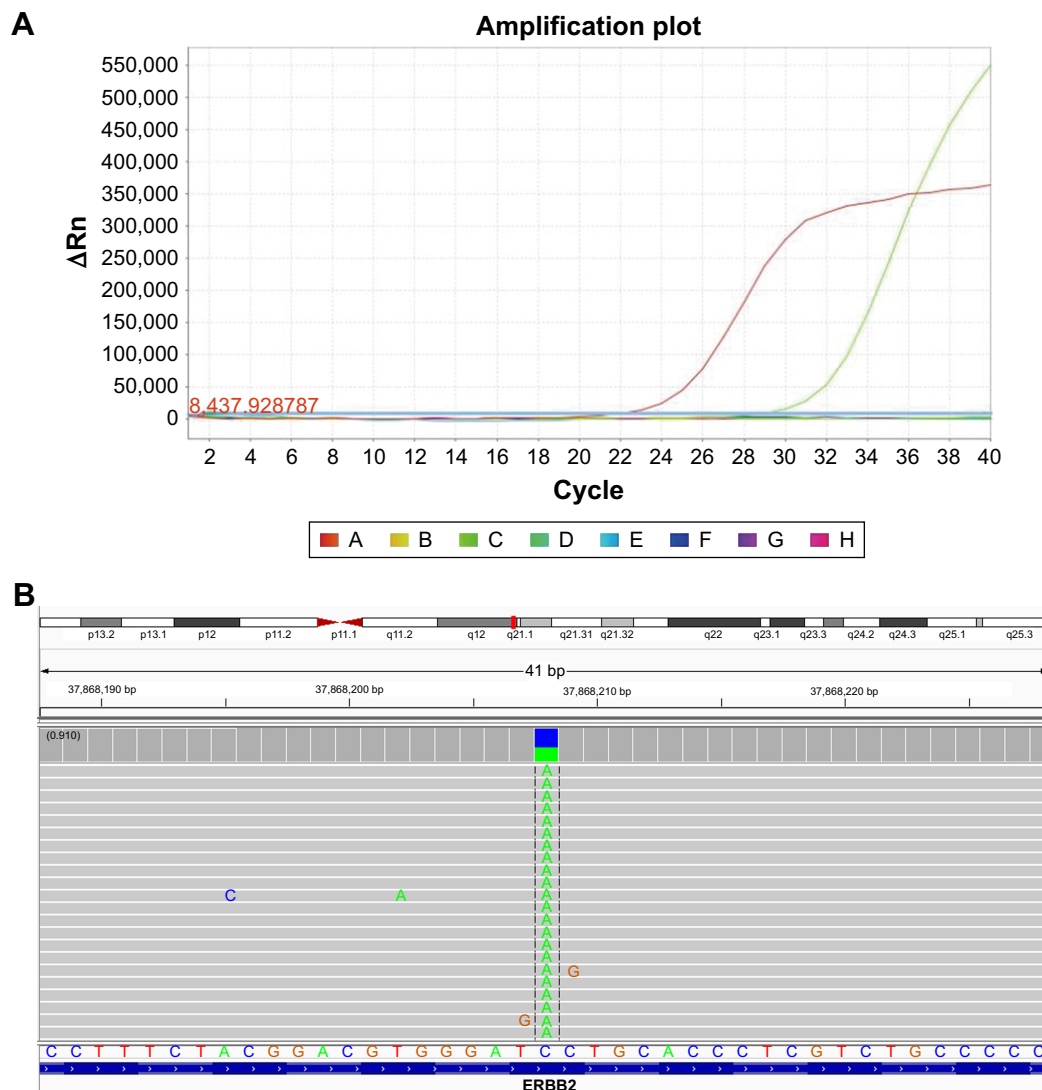 A
Amplification plot
550,000
500,000
450,000
400,000
350,000
300,000
250,000
200,000
150,000
100,000
50,000
0
ΔRn
8,437.928787
2 4 6 8 10 12 14 16 18 20 22 24 26 28 30 32 34 36 38 40
Cycle
A B C D E F G H
B
p13.2 p13.1 p12 p11.2 p11.1 q11.2 q12 q21.1 q21.31 q21.32 q22 q23.1 q23.3 q24.2 q24.3 q25.1 q25.3
41 bp
37,868,190 bp 37,868,200 bp 37,868,210 bp 37,868,220 bp
(0.910)
A
A
A
A
A
A
A
A
A
A
C A A
A
A
A
A
A
A G
A
A
A
G A
A
C C T T T C T A C G G A C G T G G G A T C C T G C A C C C T C G T C T G C C C C C
ERBB2